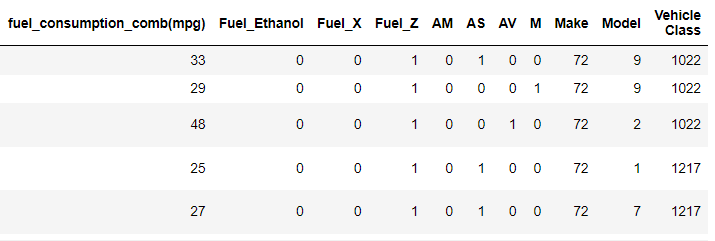 fuel_consumption_comb(mpg) Fuel_Ethanol Fuel_X Fuel_Z AM AS AV M Make Model Vehicle Class
33 0 0 1 0 1 0 0 72 9 1022
29 0 0 1 0 0 0 1 72 9 1022
48 0 0 1 0 0 1 0 72 2 1022
25 0 0 1 0 1 0 0 72 1 1217
27 0 0 1 0 1 0 0 72 7 1217